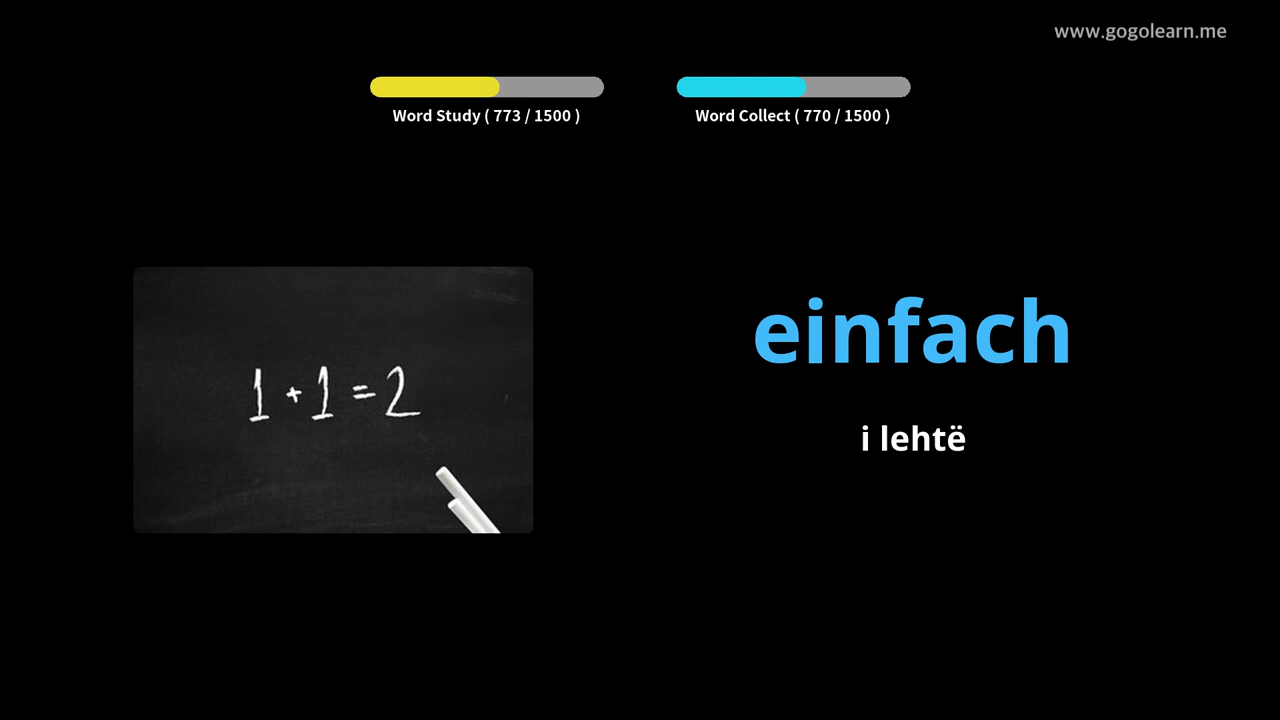 www.gogolearn.me
Word Study ( 773 / 1500 )
Word Collect ( 770 / 1500 )
1 + 1 = 2
einfach
i lehtë